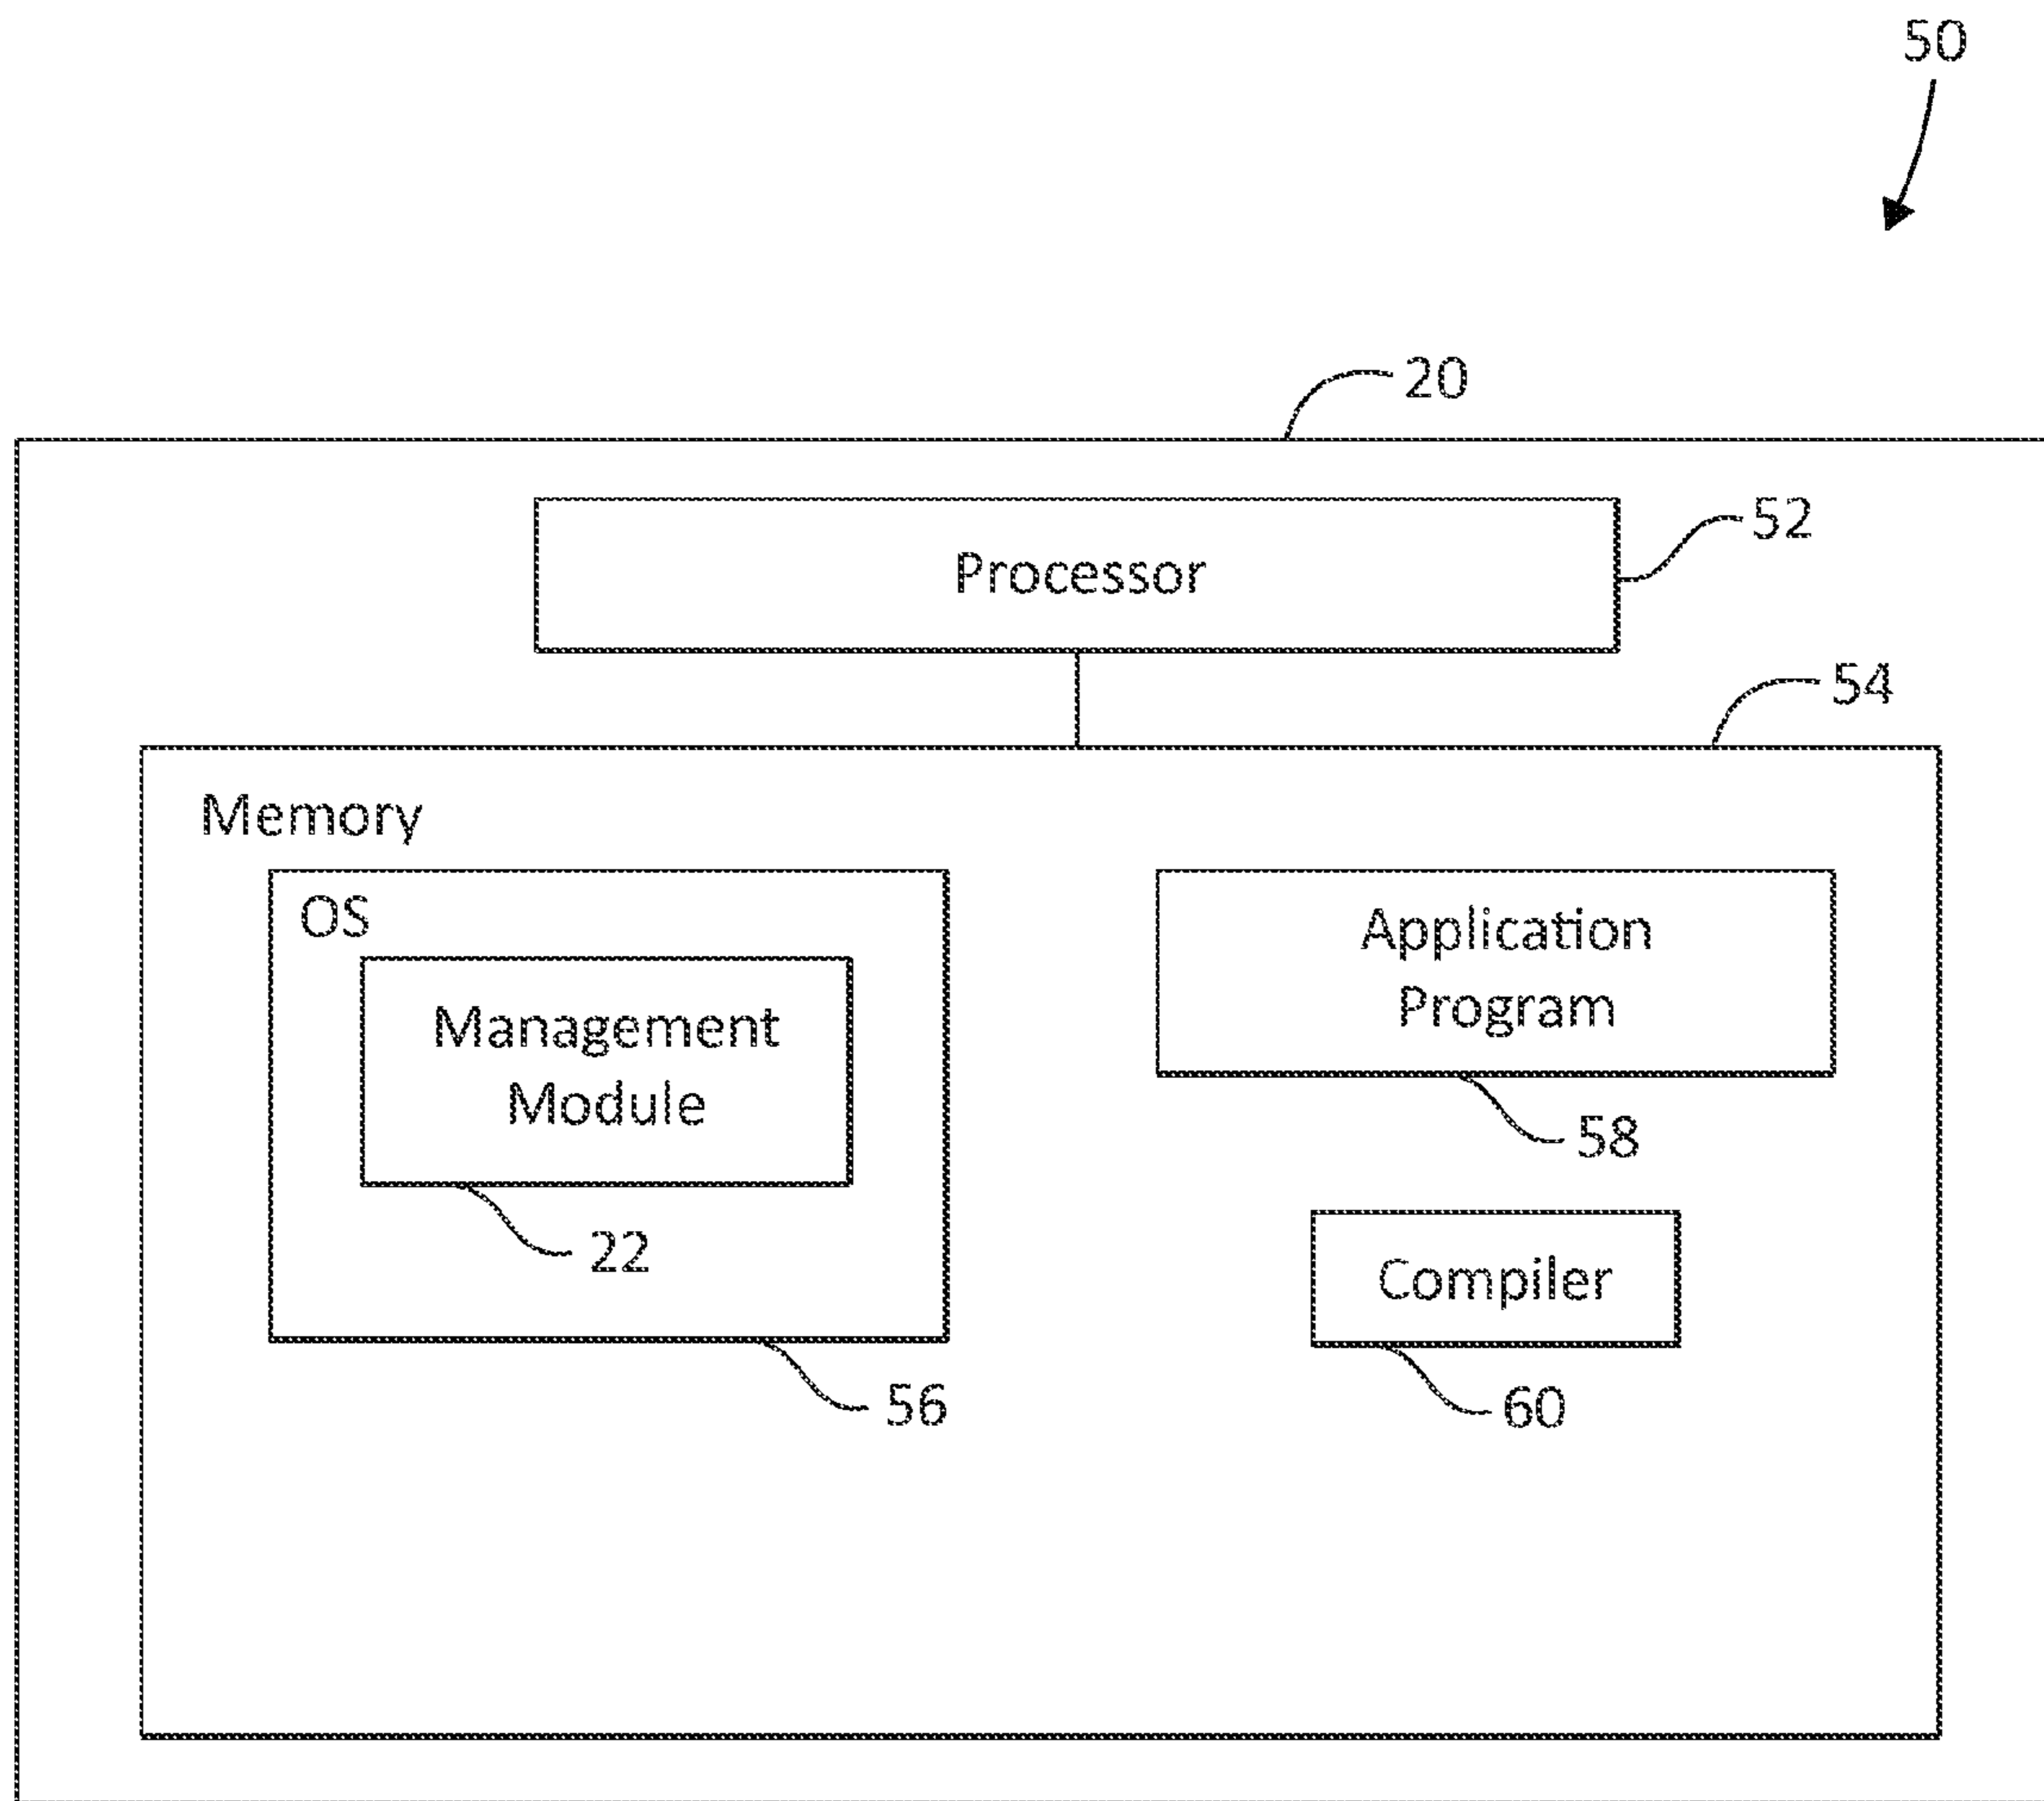 50
20
Processor
52
54
Memory
OS
Management
Module
22
56
Application
Program
58
Compiler
60